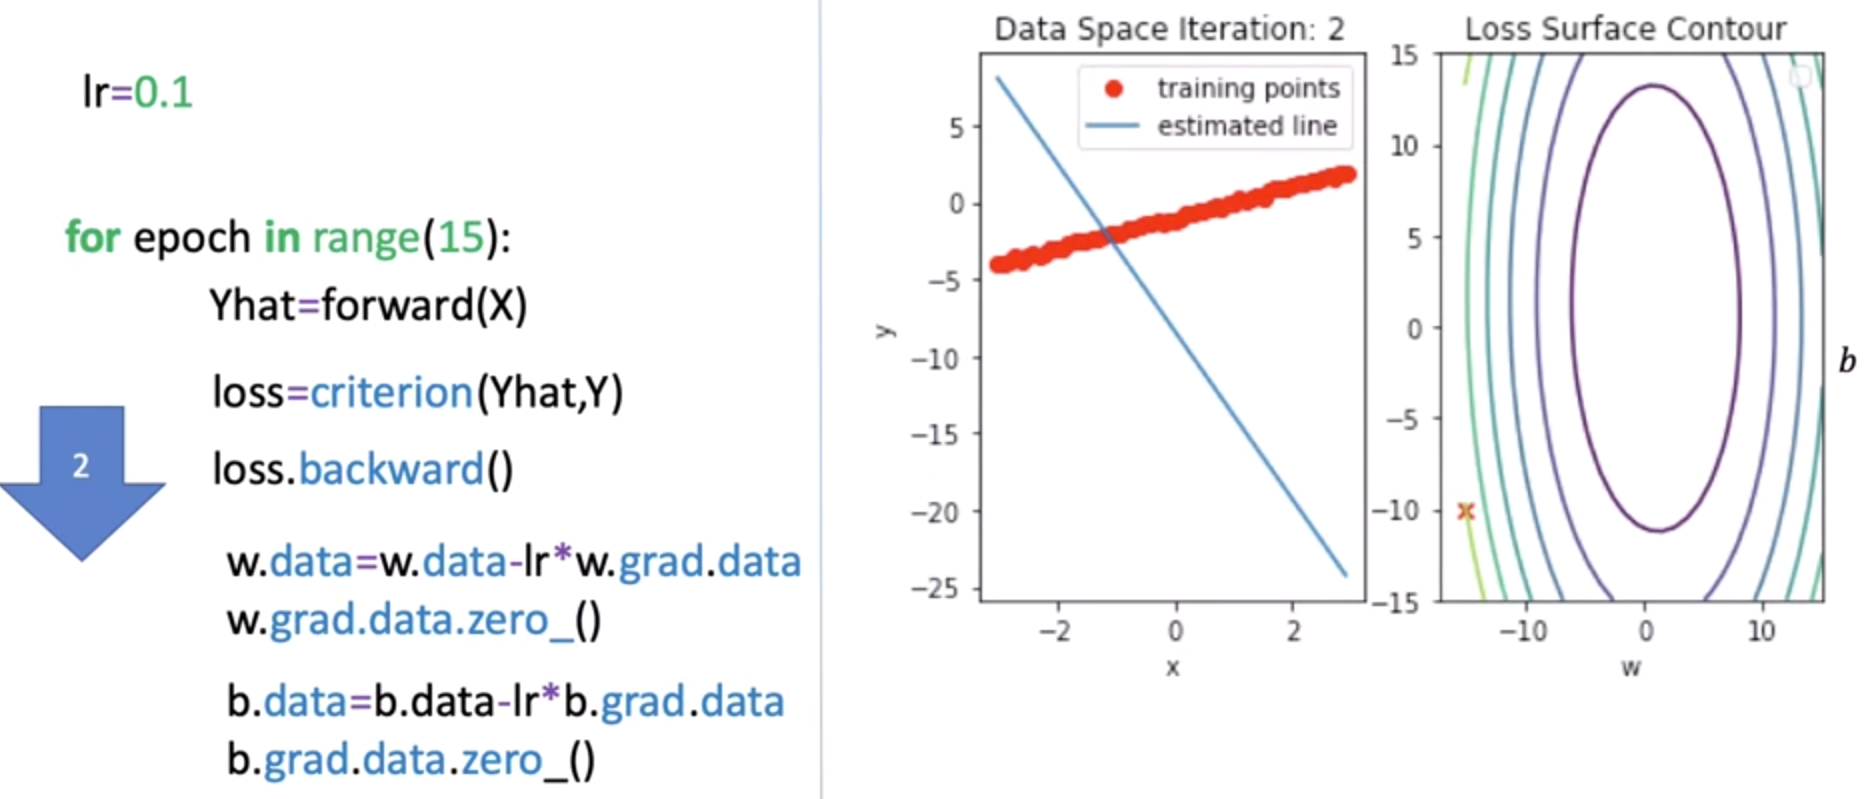 lr=0.1
for epoch in range(15):
Yhat=forward(X)
loss=criterion(Yhat,Y)
loss.backward()
2
w.data=w.data-lr*w.grad.data
w.grad.data.zero_()
b.data=b.data-lr*b.grad.data
b.grad.data.zero_()
Data Space Iteration: 2
training points
estimated line
5
0
−5
−10
−15
−20
−25
y
−2 0 2
x
Loss Surface Contour
15
10
5
0
−5
−10
−15
b
−10 0 10
w